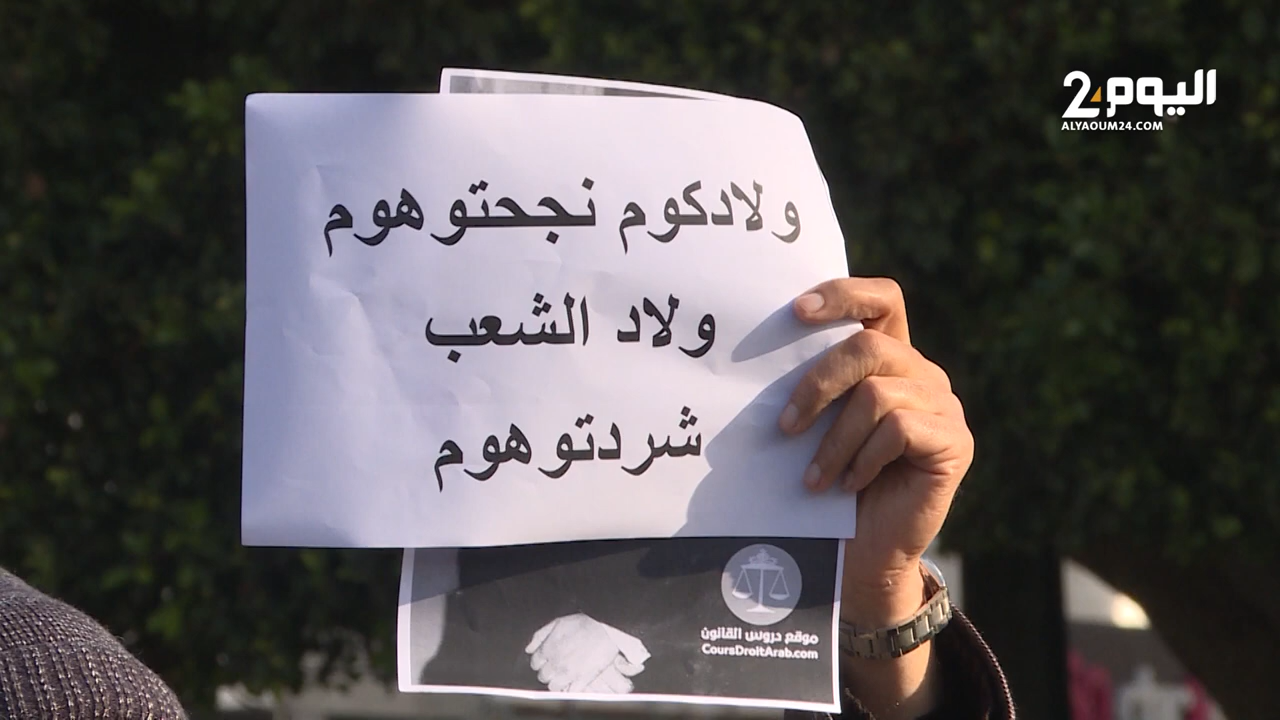 اليوم 24
ALYAOUM24.COM
ولادكوم نجحتوهوم
ولاد الشعب
شردتوهوم
موقع دروس القانون
CoursDroitArab.com